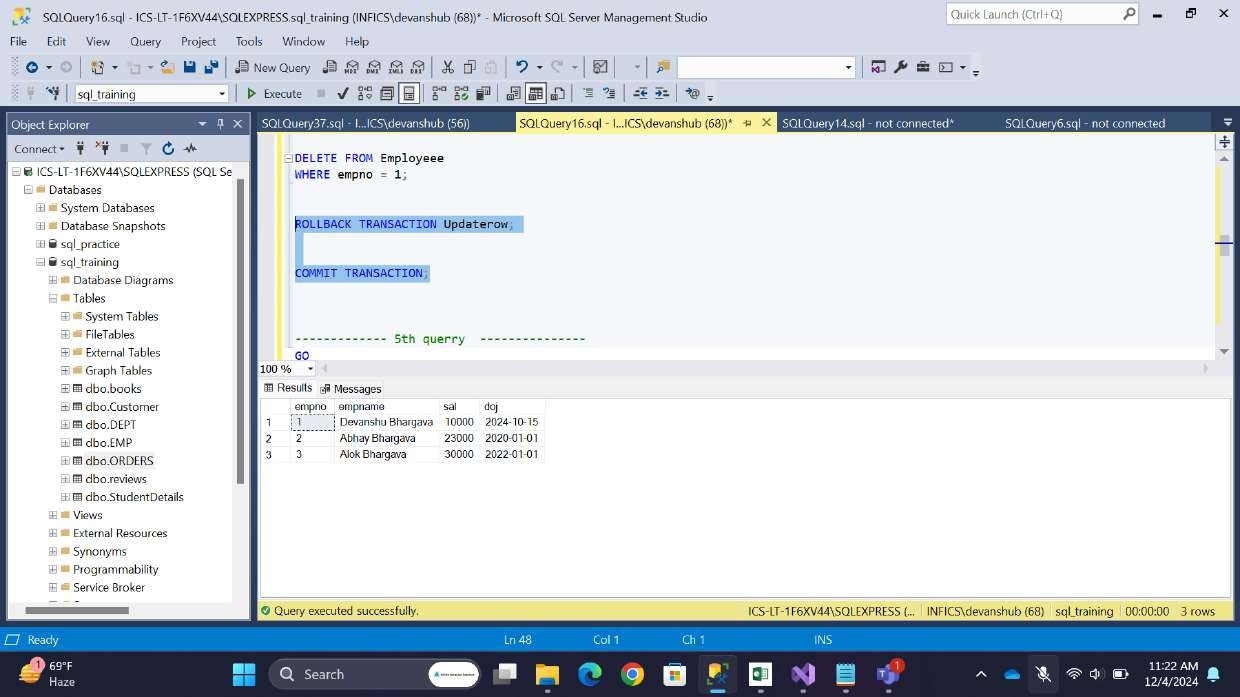 SQLQuery16.sql - ICS-LT-1F6XV44\SQLEXPRESS.sql_training (INFICS\devanshub (68))* - Microsoft SQL Server Management Studio
Quick Launch (Ctrl+Q)
File Edit View Query Project Tools Window Help
New Query
MDX DMX XMLA DAX
sql_training
Execute
Object Explorer
SQLQuery37.sql - I...ICS\devanshub (56))
SQLQuery16.sql - I...ICS\devanshub (68))*
SQLQuery14.sql - not connected*
SQLQuery6.sql - not connected
Connect
ICS-LT-1F6XV44\SQLEXPRESS (SQL Se
Databases
System Databases
Database Snapshots
sql_practice
sql_training
Database Diagrams
Tables
System Tables
FileTables
External Tables
Graph Tables
dbo.books
dbo.Customer
dbo.DEPT
dbo.EMP
dbo.ORDERS
dbo.reviews
dbo.StudentDetails
Views
External Resources
Synonyms
Programmability
Service Broker
DELETE FROM Employeee
WHERE empno = 1;
ROLLBACK TRANSACTION Updaterow;
COMMIT TRANSACTION;
------------- 5th querry ---------------
GO
100 %
Results Messages
empno empname sal doj
1 1 Devanshu Bhargava 10000 2024-10-15
2 2 Abhay Bhargava 23000 2020-01-01
3 3 Alok Bhargava 30000 2022-01-01
Query executed successfully.
ICS-LT-1F6XV44\SQLEXPRESS (... INFICS\devanshub (68) sql_training 00:00:00 3 rows
Ready Ln 48 Col 1 Ch 1 INS
1
69°F
Haze
Search
1
11:22 AM
12/4/2024